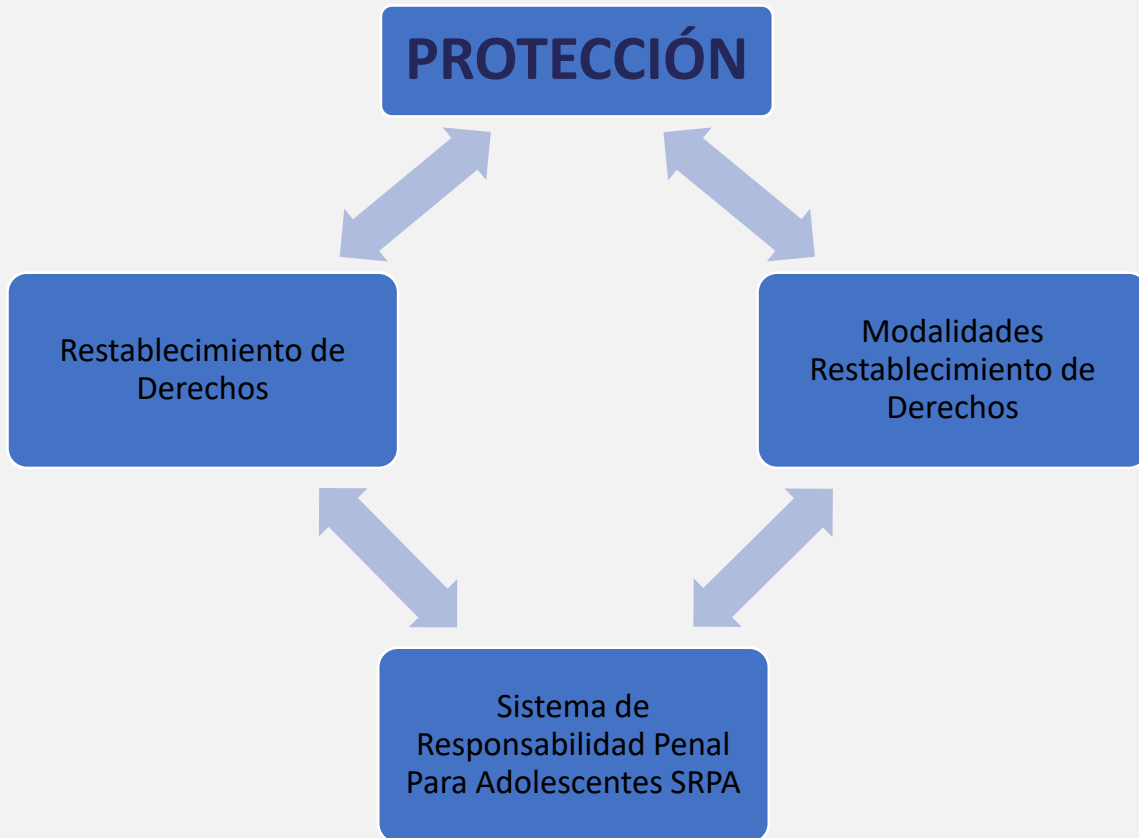 PROTECCIÓN
Restablecimiento de
Derechos
Modalidades
Restablecimiento de
Derechos
Sistema de
Responsabilidad Penal
Para Adolescentes SRPA